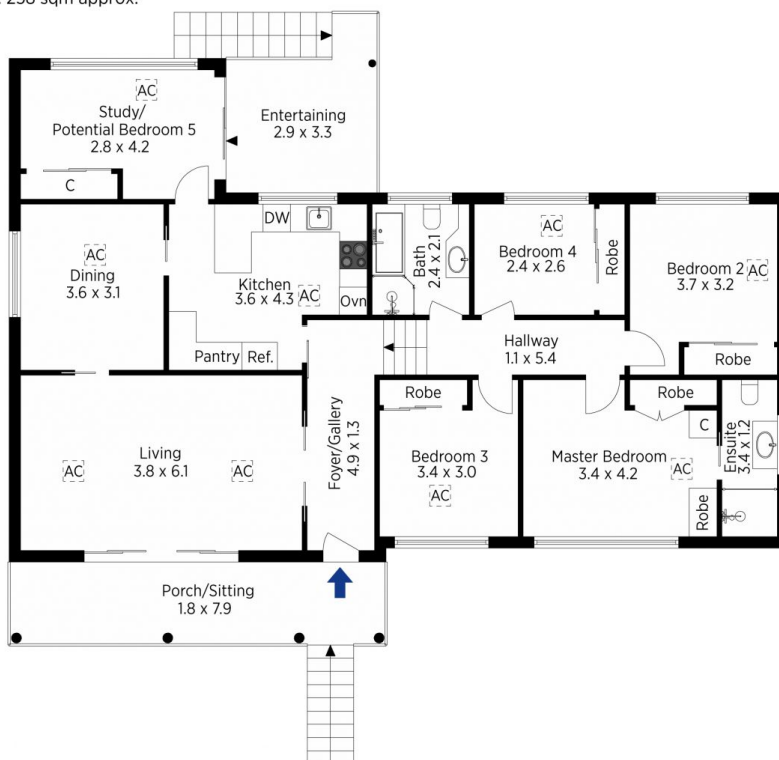 258 sqm approx.
AC
Study/
Potential Bedroom 5
2.8 x 4.2
C
Entertaining
2.9 x 3.3
AC
Dining
3.6 x 3.1
DW
Kitchen
3.6 x 4.3
AC
Ovn
Pantry
Ref.
Bath
2.4 x 2.1
AC
Bedroom 4
2.4 x 2.6
Robe
Bedroom 2
3.7 x 3.2
AC
Robe
Hallway
1.1 x 5.4
Living
3.8 x 6.1
AC
AC
Foyer/Gallery
4.9 x 1.3
Robe
Bedroom 3
3.4 x 3.0
AC
Master Bedroom
3.4 x 4.2
AC
Robe
C
Robe
Ensuite
3.4 x 1.2
Porch/Sitting
1.8 x 7.9